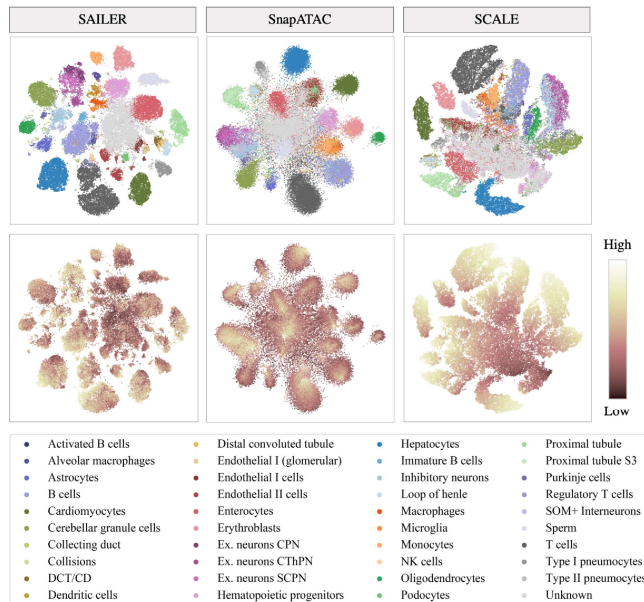 SAILER SnapATAC SCALE
High
Low
Activated B cells Distal convoluted tubule Hepatocytes Proximal tubule
Alveolar macrophages Endothelial I (glomerular) Immature B cells Proximal tubule S3
Astrocytes Endothelial I cells Inhibitory neurons Purkinje cells
B cells Endothelial II cells Loop of henle Regulatory T cells
Cardiomyocytes Enterocytes Macrophages SOM+ Interneurons
Cerebellar granule cells Erythroblasts Microglia Sperm
Collecting duct Ex. neurons CPN Monocytes T cells
Collisions Ex. neurons CThPN NK cells Type I pneumocytes
DCT/CD Ex. neurons SCPN Oligodendrocytes Type II pneumocytes
Dendritic cells Hematopoietic progenitors Podocytes Unknown